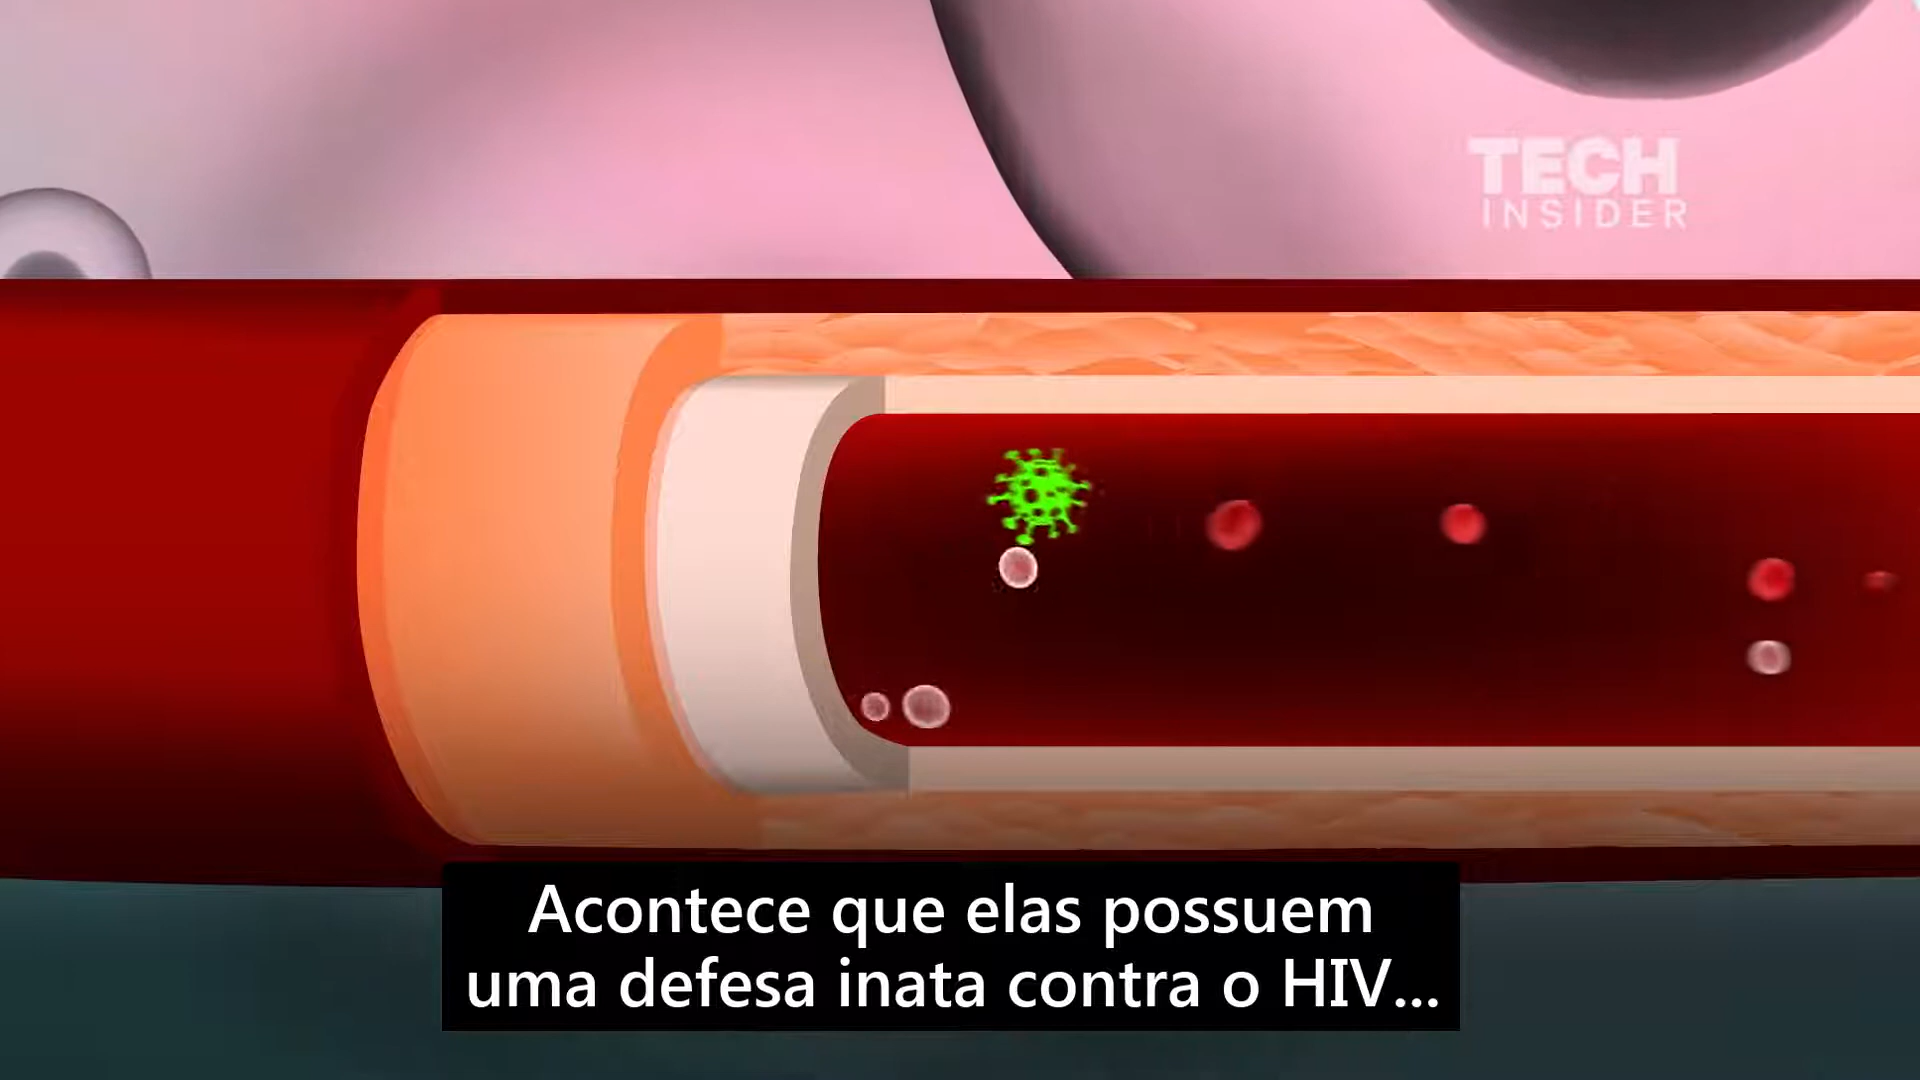 TECH
INSIDER
Acontece que elas possuem
uma defesa inata contra o HIV...